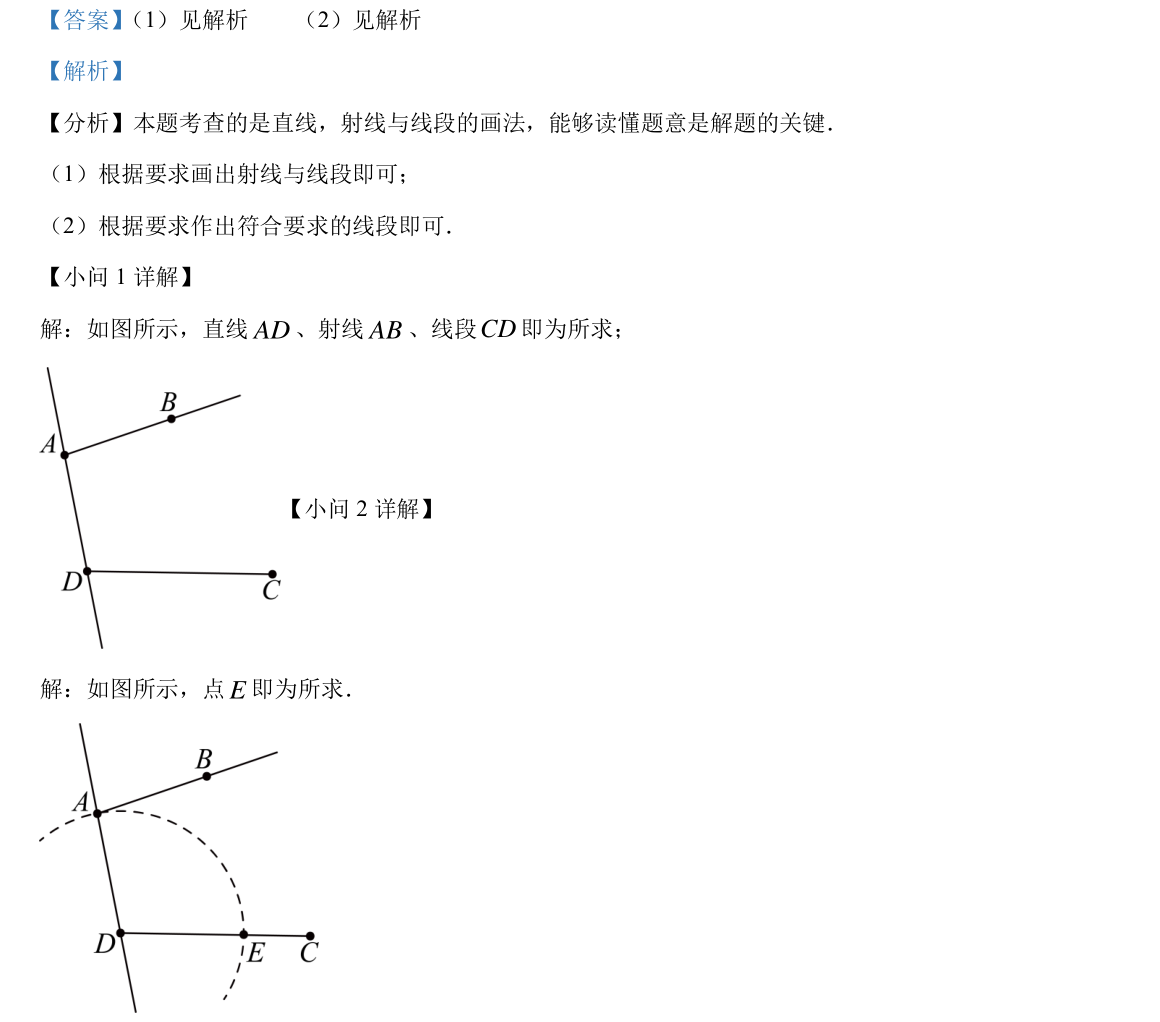 【答案】（1）见解析 （2）见解析
【解析】
【分析】本题考查的是直线，射线与线段的画法，能够读懂题意是解题的关键．
（1）根据要求画出射线与线段即可；
（2）根据要求作出符合要求的线段即可．
【小问 1 详解】
解：如图所示，直线 AD 、射线 AB 、线段 CD 即为所求；
B
A
【小问 2 详解】
D
C
解：如图所示，点 E 即为所求．
B
A
D
E
C